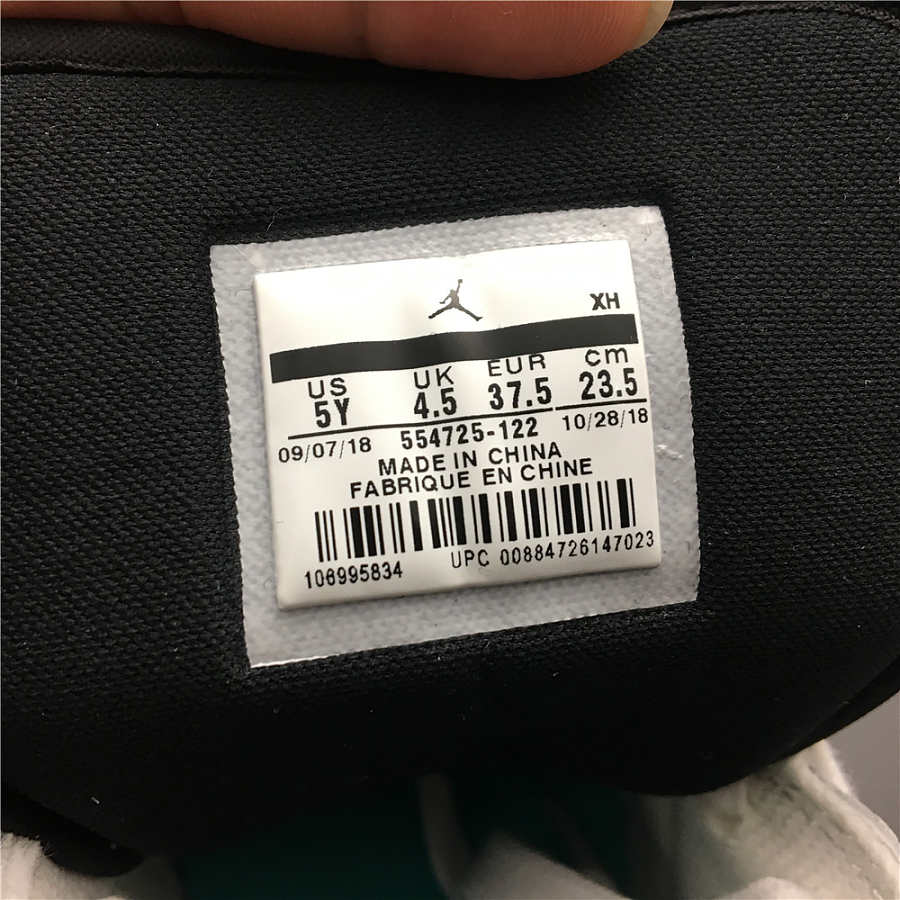 XH
US UK EUR cm
5Y 4.5 37.5 23.5
09/07/18 554725-122 10/28/18
MADE IN CHINA
FABRIQUE EN CHINE
106995834 UPC 00884726147023